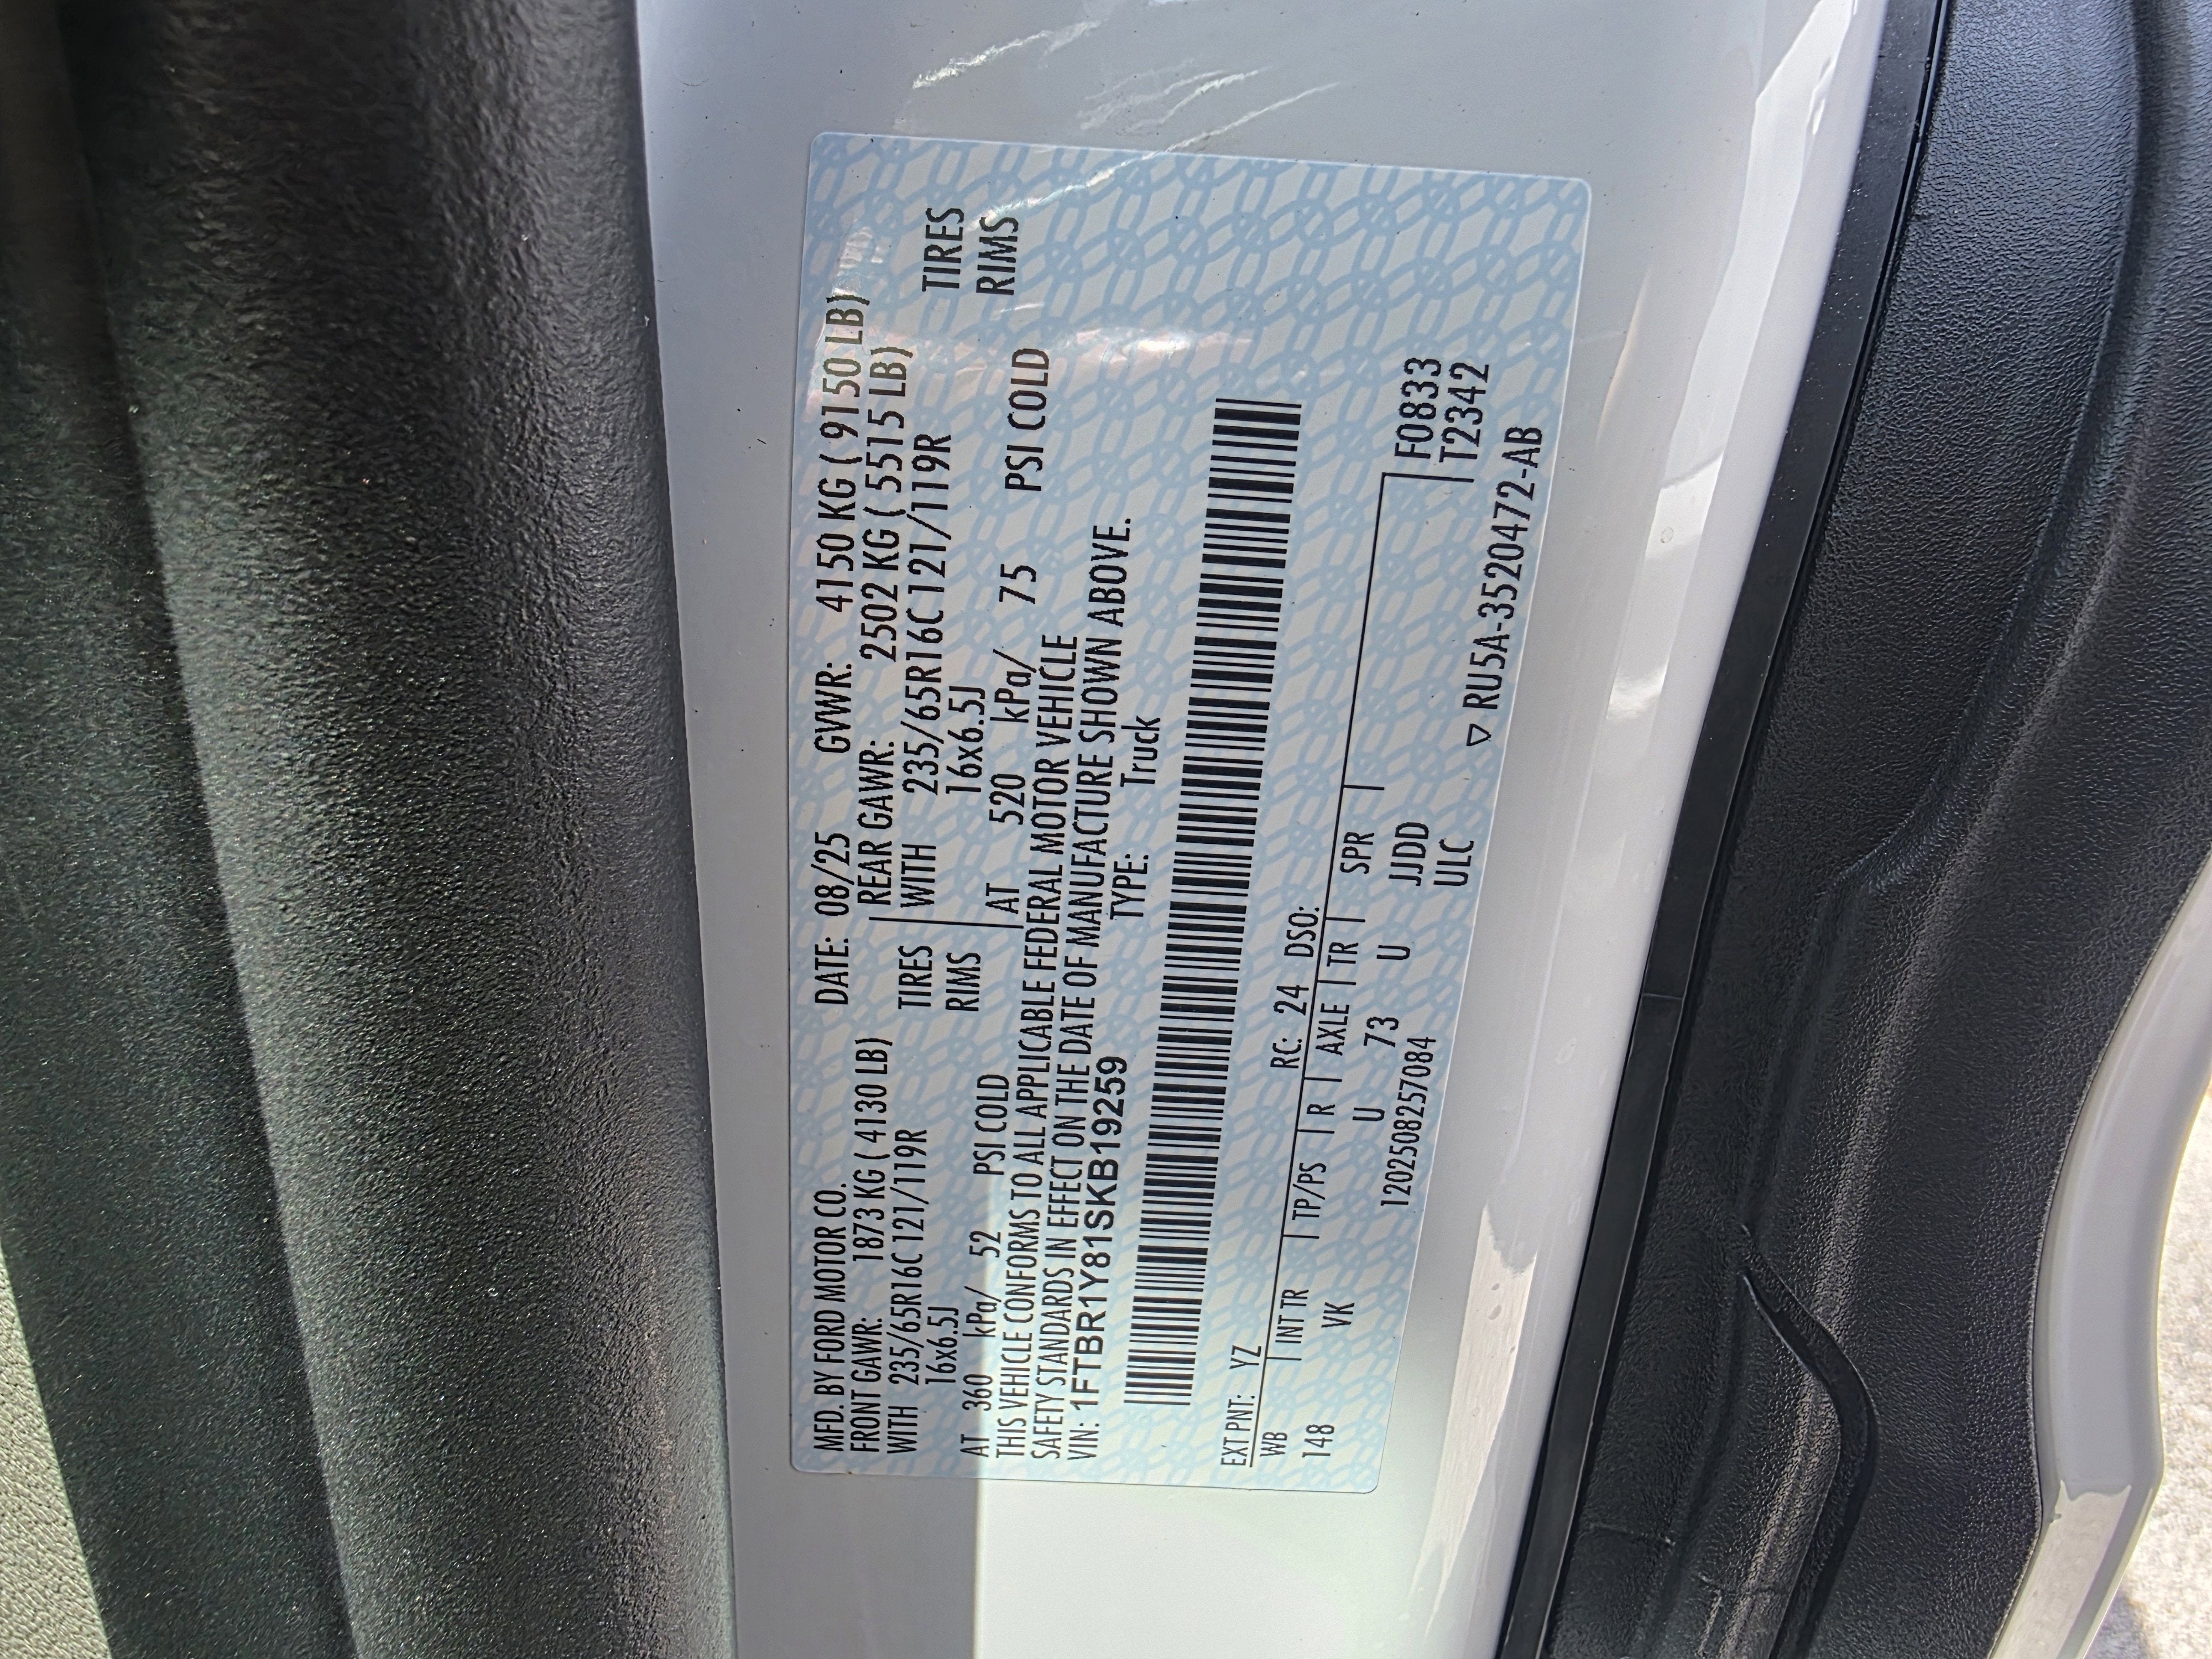 MFD. BY FORD MOTOR CO. DATE: 08/25 GVWR: 4150 KG ( 9150 LB)
FRONT GAWR: 1873 KG ( 4130 LB) REAR GAWR: 2502 KG ( 5515 LB)
WITH 235/65R16C 121/119R TIRES WITH 235/65R16C 121/119R TIRES
16x6.5J RIMS 16x6.5J RIMS
AT 360 kPa/ 52 PSI COLD AT 520 kPa/ 75 PSI COLD
THIS VEHICLE CONFORMS TO ALL APPLICABLE FEDERAL MOTOR VEHICLE
SAFETY STANDARDS IN EFFECT ON THE DATE OF MANUFACTURE SHOWN ABOVE.
VIN: 1FTBR1Y81SKB19259 TYPE: Truck
EXT PNT: YZ RC: 24 DSO:
WB INT TR TP/PS R AXLE TR SPR
148 VK U 73 U JJDD F0833
1202508257084 ULC T2342
▽ RU5A-3520472-AB